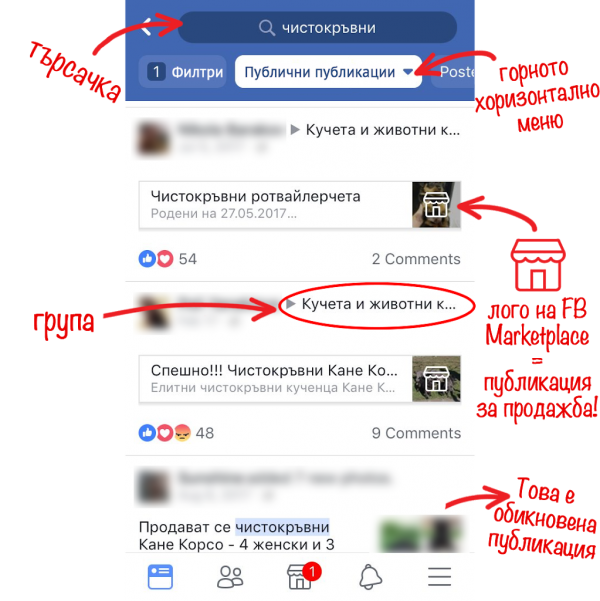 чистокръвни
търсачка
1 Филтри
Публични публикации
Poste
горното
хоризонтално
меню
Кучета и животни к...
Чистокръвни ротвайлерчета
Родени на 27.05.2017...
54
2 Comments
група
Кучета и животни к...
лого на FB
Marketplace
=
публикация
за продажба!
Спешно!!! Чистокръвни Кане Ко...
Елитни чистокръвни кученца Кане К...
48
9 Comments
Това е
обикновена
публикация
Продават се чистокръвни
Кане Корсо - 4 женски и 3
1